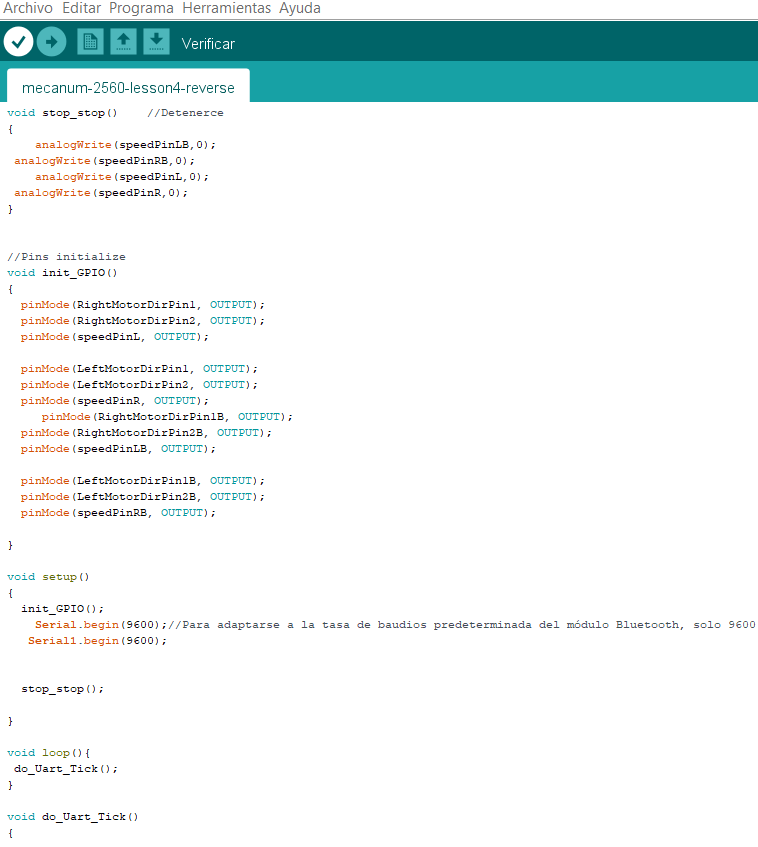 Archivo Editar Programa Herramientas Ayuda
Verificar
mecanum-2560-lesson4-reverse
void stop_stop()    //Detenerce
{
    analogWrite(speedPinLB,0);
 analogWrite(speedPinRB,0);
    analogWrite(speedPinL,0);
 analogWrite(speedPinR,0);
}
//Pins initialize
void init_GPIO()
{
  pinMode(RightMotorDirPin1, OUTPUT);
  pinMode(RightMotorDirPin2, OUTPUT);
  pinMode(speedPinL, OUTPUT);
  pinMode(LeftMotorDirPin1, OUTPUT);
  pinMode(LeftMotorDirPin2, OUTPUT);
  pinMode(speedPinR, OUTPUT);
     pinMode(RightMotorDirPin1B, OUTPUT);
  pinMode(RightMotorDirPin2B, OUTPUT);
  pinMode(speedPinLB, OUTPUT);
  pinMode(LeftMotorDirPin1B, OUTPUT);
  pinMode(LeftMotorDirPin2B, OUTPUT);
  pinMode(speedPinRB, OUTPUT);
}
void setup()
{
  init_GPIO();
    Serial.begin(9600);//Para adaptarse a la tasa de baudios predeterminada del módulo Bluetooth, solo 9600
   Serial1.begin(9600);
  stop_stop();
}
void loop(){
 do_Uart_Tick();
}
void do_Uart_Tick()
{